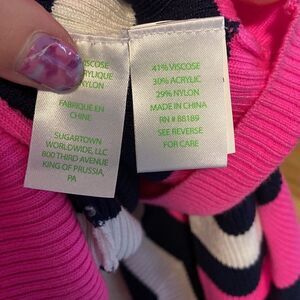 VISCOSE
RYLIQUE
NYLON
FABRIQUE EN
CHINE
SUGARTOWN
WORLDWIDE, LLC
800 THIRD AVENUE
KING OF PRUSSIA,
PA
41% VISCOSE
30% ACRYLIC
29% NYLON
MADE IN CHINA
RN # 88189
SEE REVERSE
FOR CARE